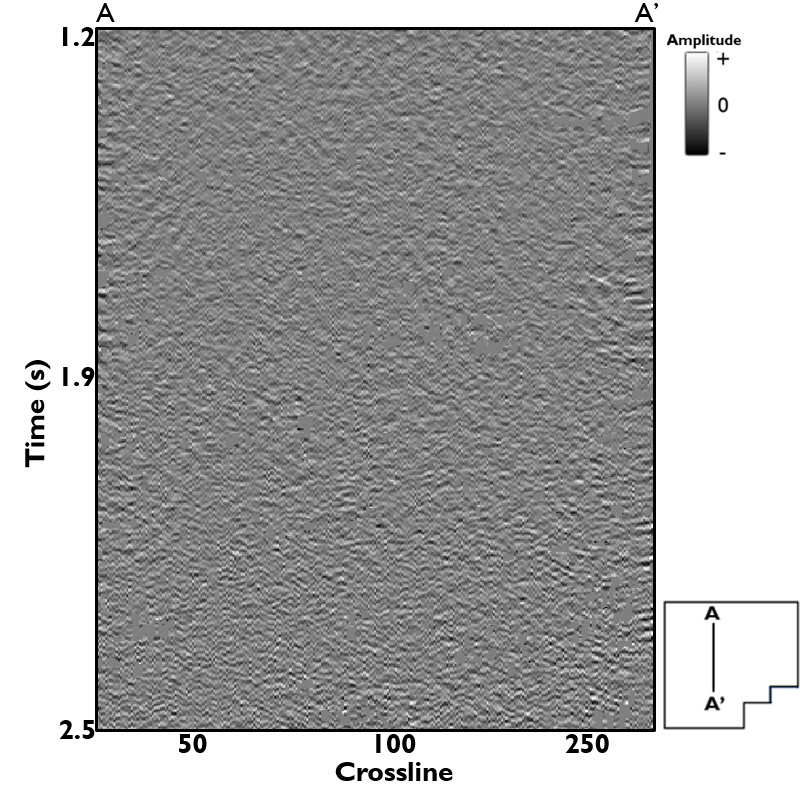 A A’
1.2
Amplitude
+
0
-
1.9
Time (s)
A
A’
2.5
50 100 250
Crossline